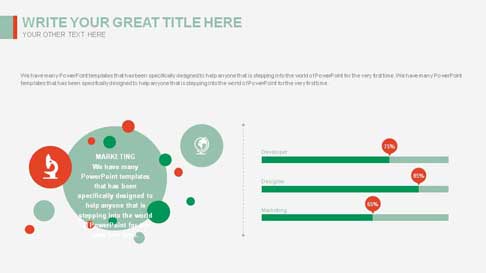 WRITE YOUR GREAT TITLE HERE
YOUR OTHER TEXT HERE
We have many PowerPoint templates that has been specifically designed to help anyone that is stepping into the world of PowerPoint for the very first time. We have many PowerPoint
templates that has been specifically designed to help anyone that is stepping into the world of PowerPoint for the very first time.
MARKETING
We have many
PowerPoint templates
that has been
specifically designed to
help anyone that is
stepping into the world
of PowerPoint for the
Developer
75%
Designer
85%
Marketing
65%